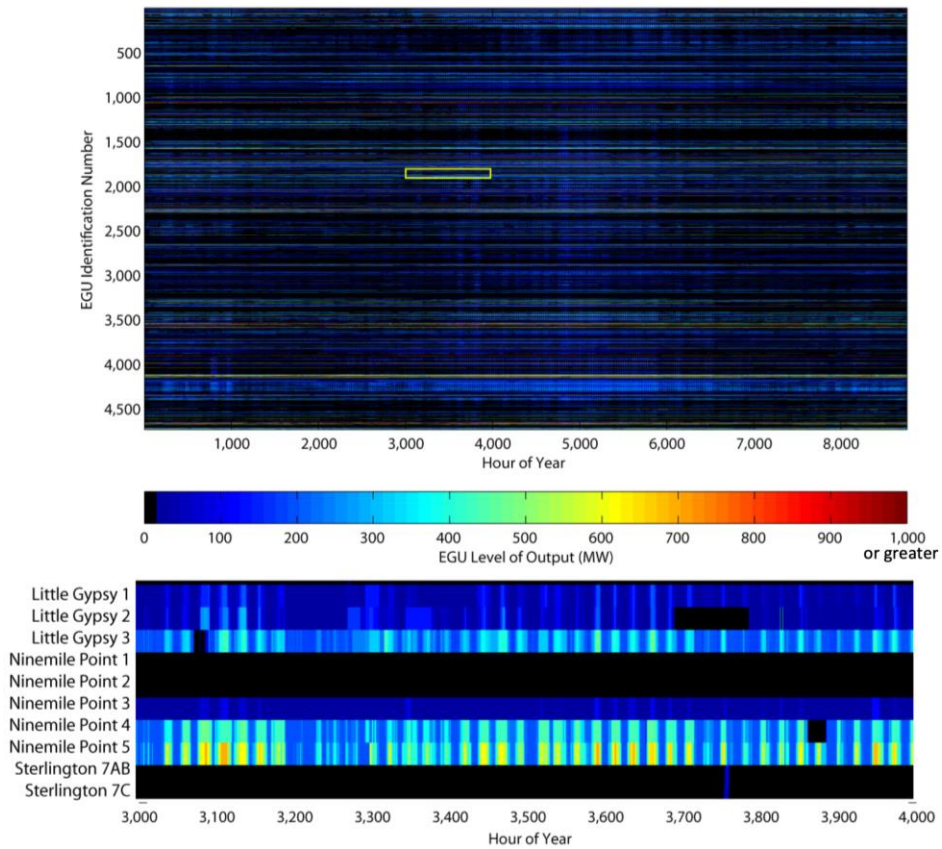 EGU Identification Number
500
1,000
1,500
2,000
2,500
3,000
3,500
4,000
4,500
1,000 2,000 3,000 4,000 5,000 6,000 7,000 8,000
Hour of Year
0 100 200 300 400 500 600 700 800 900 1,000
EGU Level of Output (MW) or greater
Little Gypsy 1
Little Gypsy 2
Little Gypsy 3
Ninemile Point 1
Ninemile Point 2
Ninemile Point 3
Ninemile Point 4
Ninemile Point 5
Sterlington 7AB
Sterlington 7C
3,000 3,100 3,200 3,300 3,400 3,500 3,600 3,700 3,800 3,900 4,000
Hour of Year